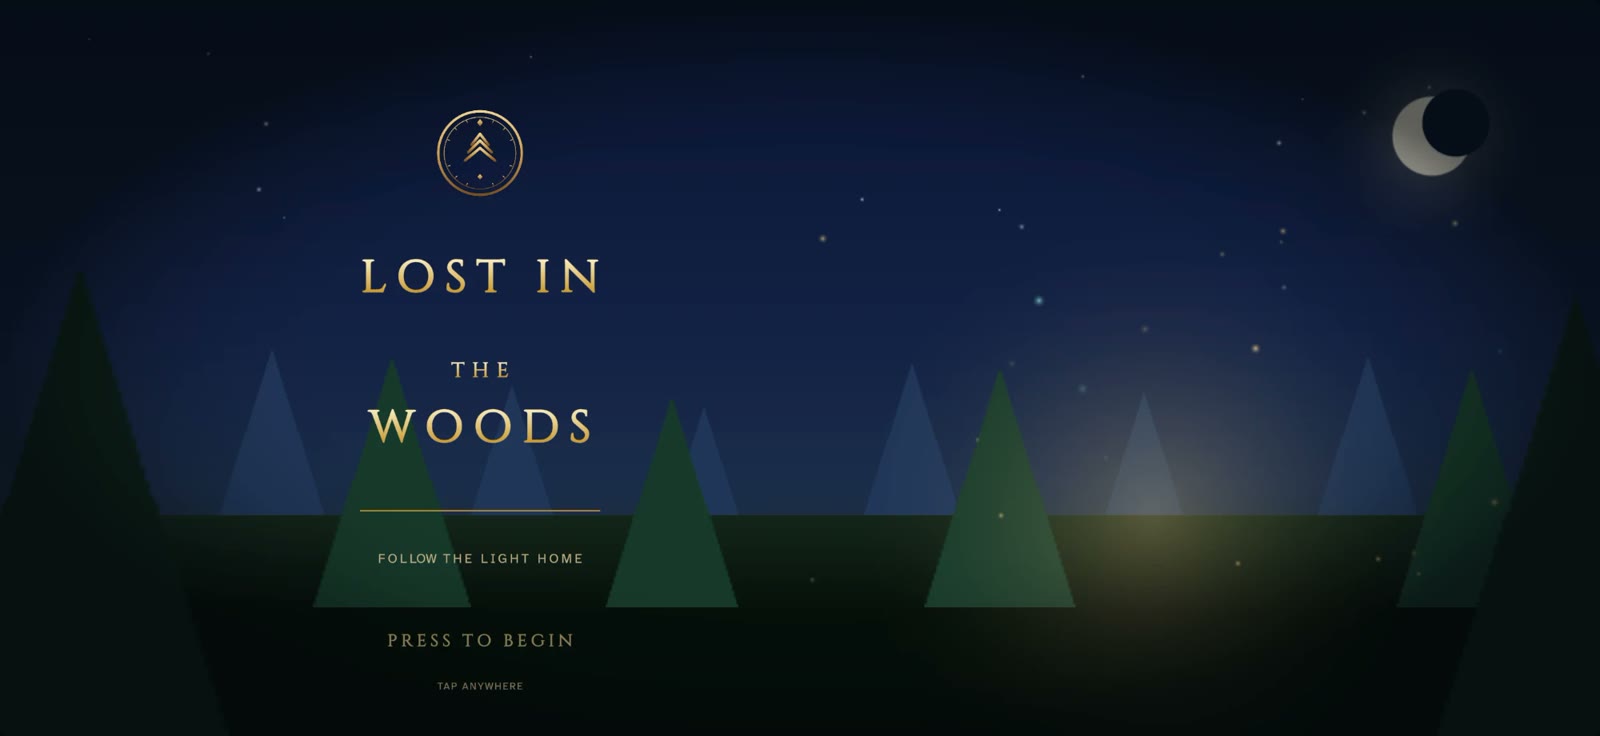 LOST IN
THE
WOODS
FOLLOW THE LIGHT HOME
PRESS TO BEGIN
TAP ANYWHERE